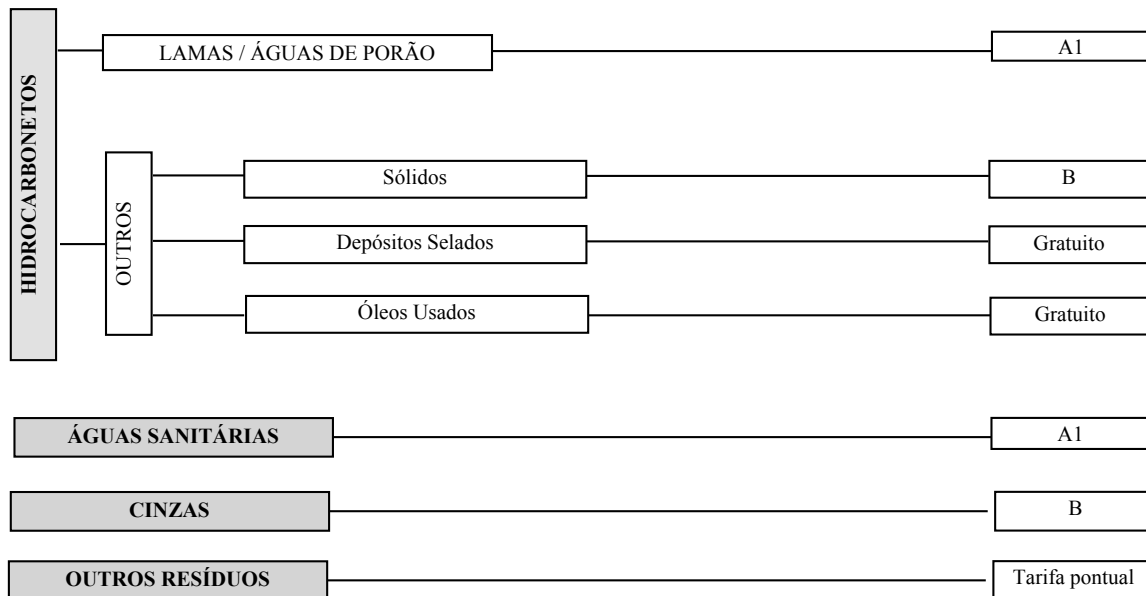 HIDROCARBONETOS
LAMAS / ÁGUAS DE PORÃO
A1
OUTROS
Sólidos
B
Depósitos Selados
Gratuito
Óleos Usados
Gratuito
ÁGUAS SANITÁRIAS
A1
CINZAS
B
OUTROS RESÍDUOS
Tarifa pontual